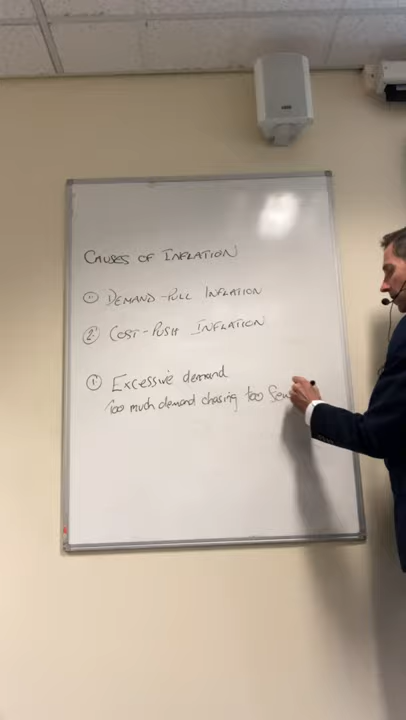 CAUSES OF INFLATION
① DEMAND-PULL INFLATION
② COST-PUSH INFLATION
① Excessive demand
Too much demand chasing too few